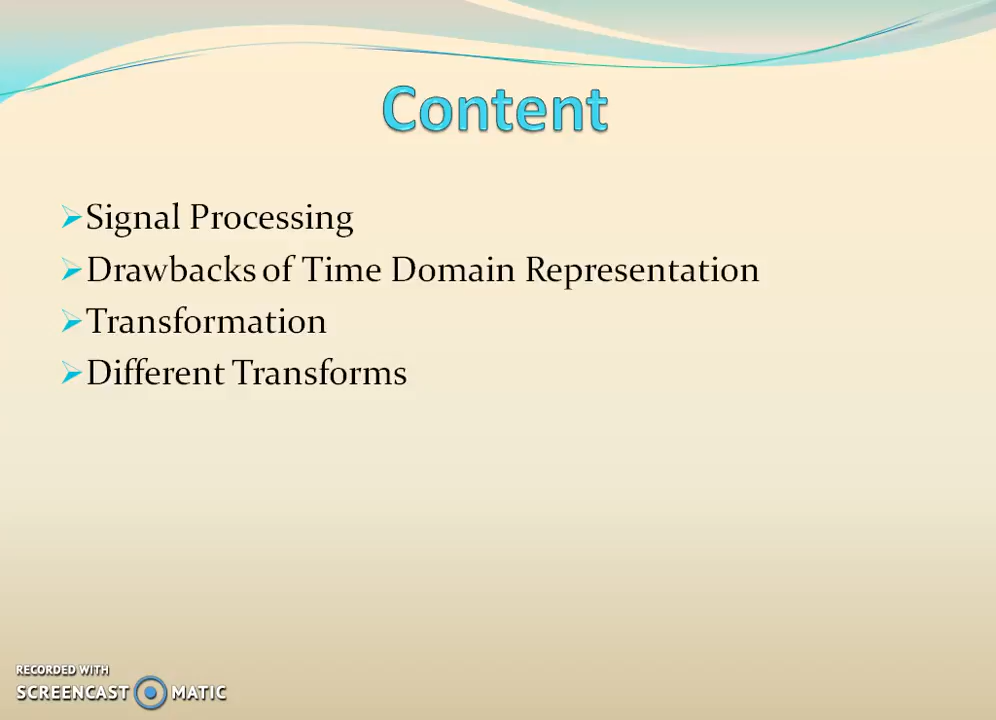 Content
Signal Processing
Drawbacks of Time Domain Representation
Transformation
Different Transforms
RECORDED WITH
SCREENCAST MATIC